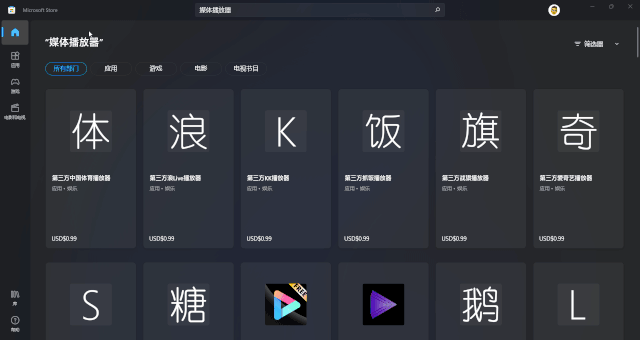 Microsoft Store
媒体播放器
“媒体播放器”
筛选器
所有部门
应用
游戏
电影
电视节目
应用
游戏
电影和电视
体
浪
K
饭
旗
奇
第三方中国体育播放器
第三方浪Live播放器
第三方KK播放器
第三方抓饭播放器
第三方战旗播放器
第三方爱奇艺播放器
应用 • 娱乐
应用 • 娱乐
应用 • 娱乐
应用 • 娱乐
应用 • 娱乐
应用 • 娱乐
USD$0.99
USD$0.99
USD$0.99
USD$0.99
USD$0.99
USD$0.99
S
糖
FREE
鹅
L
库
帮助